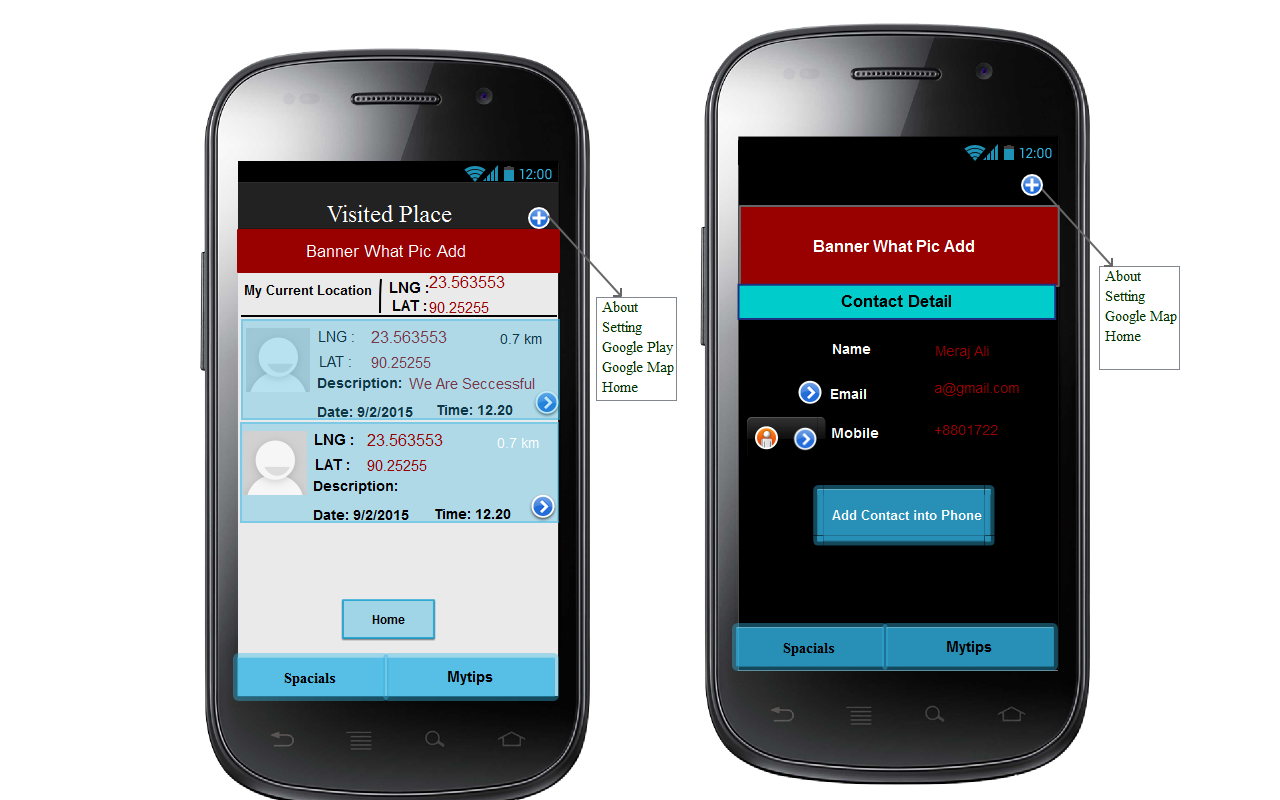 12:00
Visited Place
Banner What Pic Add
My Current Location
LNG : 23.563553
LAT : 90.25255
LNG : 23.563553 0.7 km
LAT : 90.25255
Description: We Are Seccessful
Date: 9/2/2015 Time: 12.20
LNG : 23.563553 0.7 km
LAT : 90.25255
Description:
Date: 9/2/2015 Time: 12.20
Home
Spacials Mytips
About
Setting
Google Play
Google Map
Home
12:00
Banner What Pic Add
Contact Detail
Name Meraj Ali
Email a@gmail.com
Mobile +8801722
Add Contact into Phone
Spacials Mytips
About
Setting
Google Map
Home